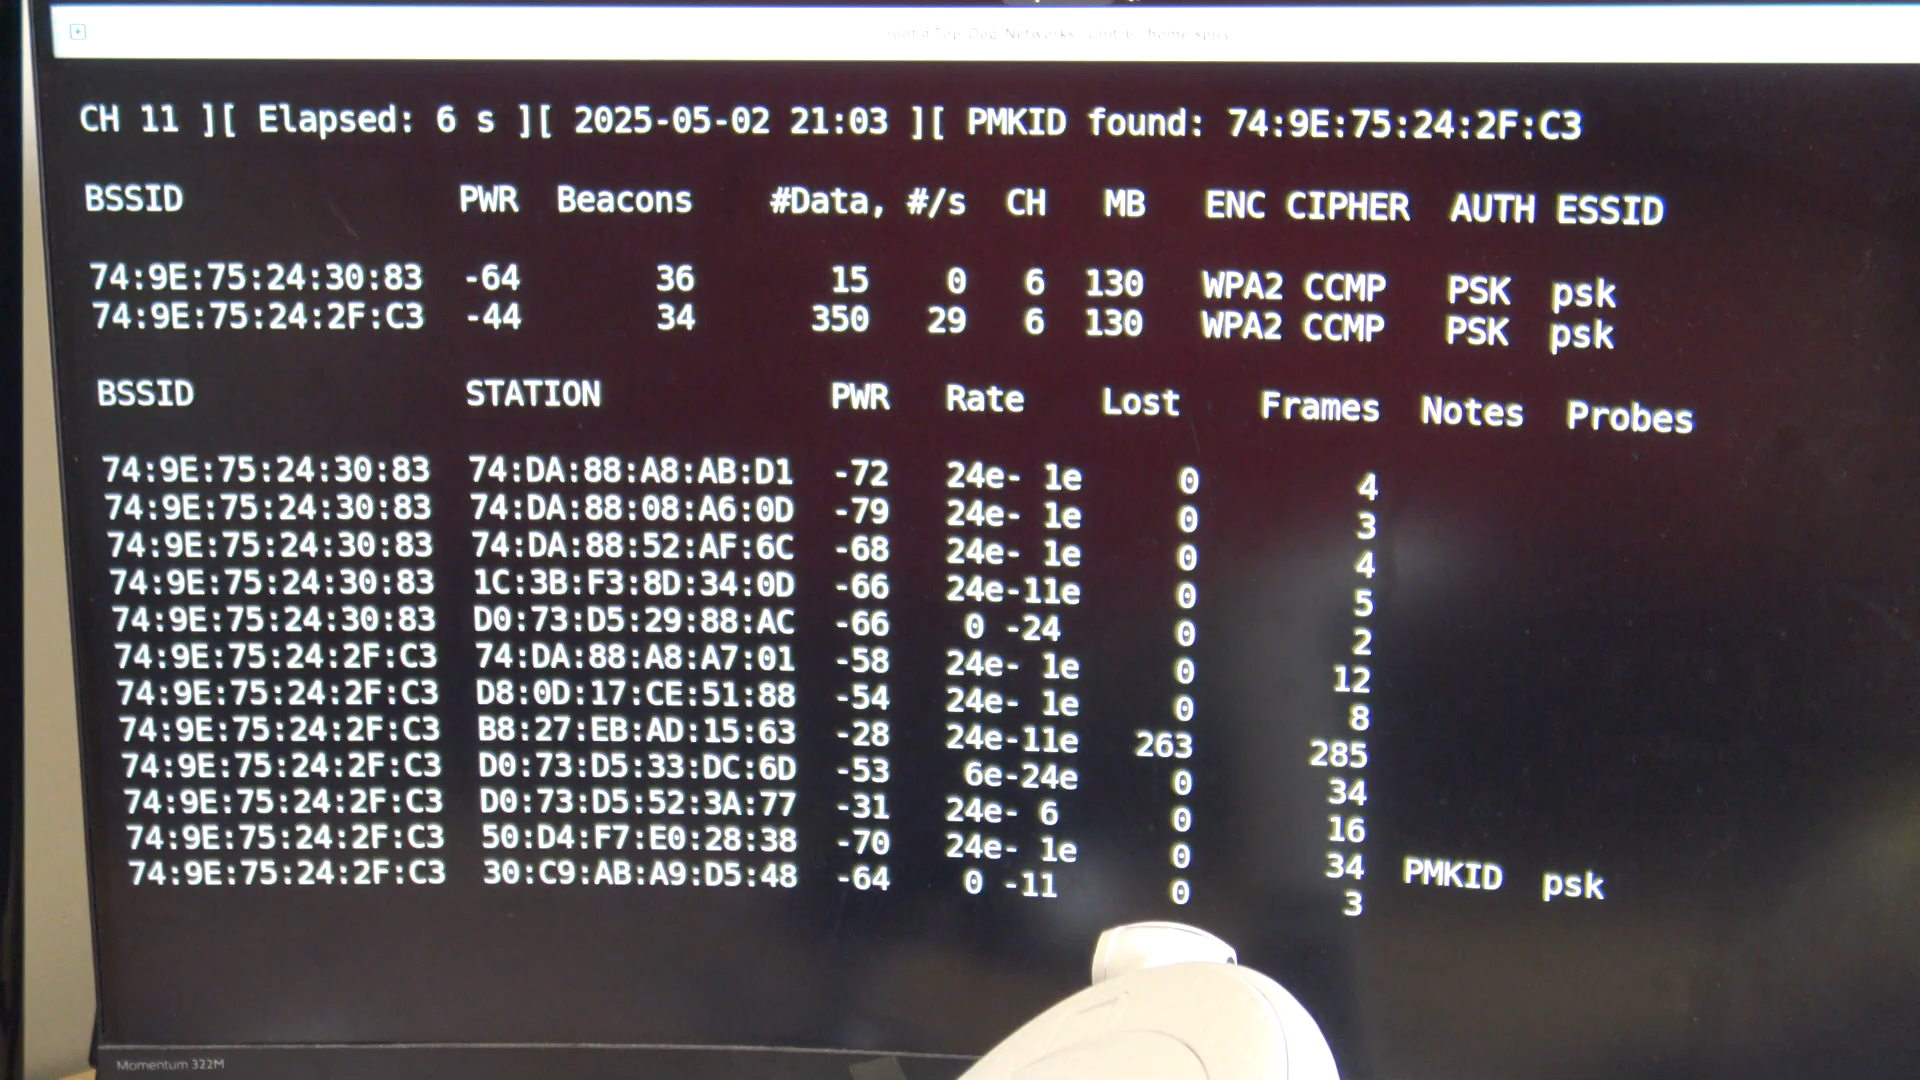 CH 11 ][ Elapsed: 6 s ][ 2025-05-02 21:03 ][ PMKID found: 74:9E:75:24:2F:C3
BSSID PWR Beacons #Data, #/s CH MB ENC CIPHER AUTH ESSID
74:9E:75:24:30:83 -64 36 15 0 6 130 WPA2 CCMP PSK psk
74:9E:75:24:2F:C3 -44 34 350 29 6 130 WPA2 CCMP PSK psk
BSSID STATION PWR Rate Lost Frames Notes Probes
74:9E:75:24:30:83 74:DA:88:A8:AB:D1 -72 24e- 1e 0 4
74:9E:75:24:30:83 74:DA:88:08:A6:0D -79 24e- 1e 0 3
74:9E:75:24:30:83 74:DA:88:52:AF:6C -68 24e- 1e 0 4
74:9E:75:24:30:83 1C:3B:F3:8D:34:0D -66 24e-11e 0 5
74:9E:75:24:30:83 D0:73:D5:29:88:AC -66 0 -24 0 2
74:9E:75:24:2F:C3 74:DA:88:A8:A7:01 -58 24e- 1e 0 12
74:9E:75:24:2F:C3 D8:0D:17:CE:51:88 -54 24e- 1e 0 8
74:9E:75:24:2F:C3 B8:27:EB:AD:15:63 -28 24e-11e 263 285
74:9E:75:24:2F:C3 D0:73:D5:33:DC:6D -53 6e-24e 0 34
74:9E:75:24:2F:C3 D0:73:D5:52:3A:77 -31 24e- 6 0 16
74:9E:75:24:2F:C3 50:D4:F7:E0:28:38 -70 24e- 1e 0 34 PMKID psk
74:9E:75:24:2F:C3 30:C9:AB:A9:D5:48 -64 0 -11 0 3
Momentum 322M